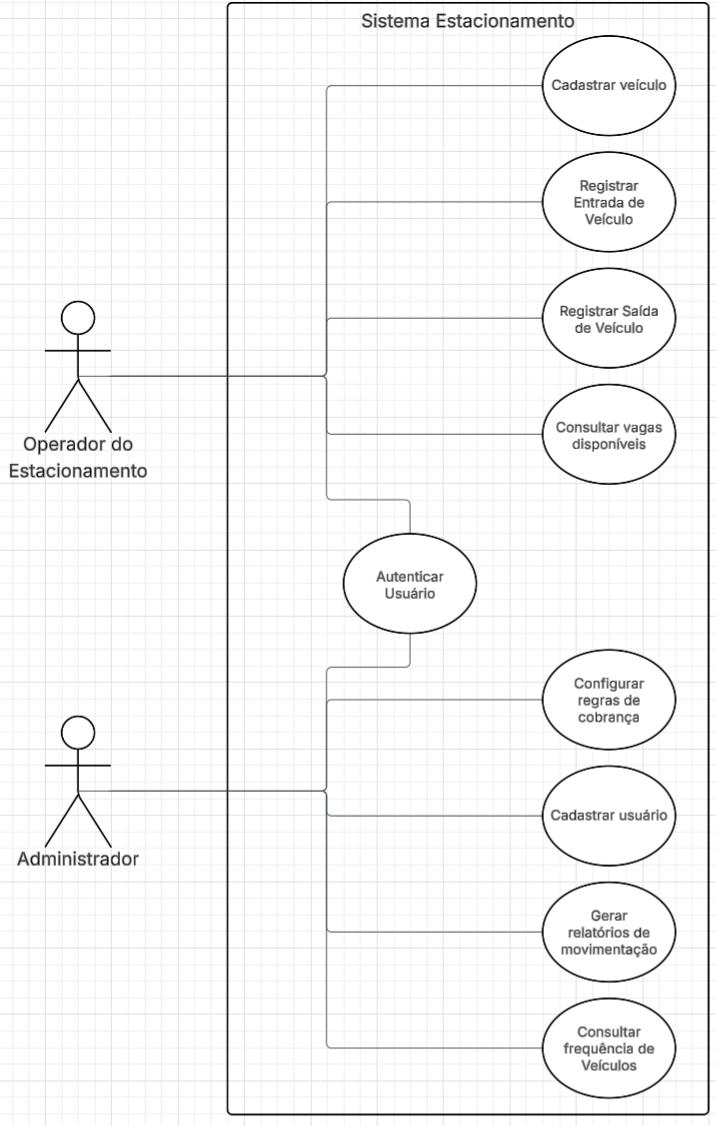 Sistema Estacionamento
Cadastrar veículo
Registrar
Entrada de
Veículo
Registrar Saída
de Veículo
Operador do
Estacionamento
Consultar vagas
disponíveis
Autenticar
Usuário
Configurar
regras de
cobrança
Administrador
Cadastrar usuário
Gerar
relatórios de
movimentação
Consultar
frequência de
Veículos